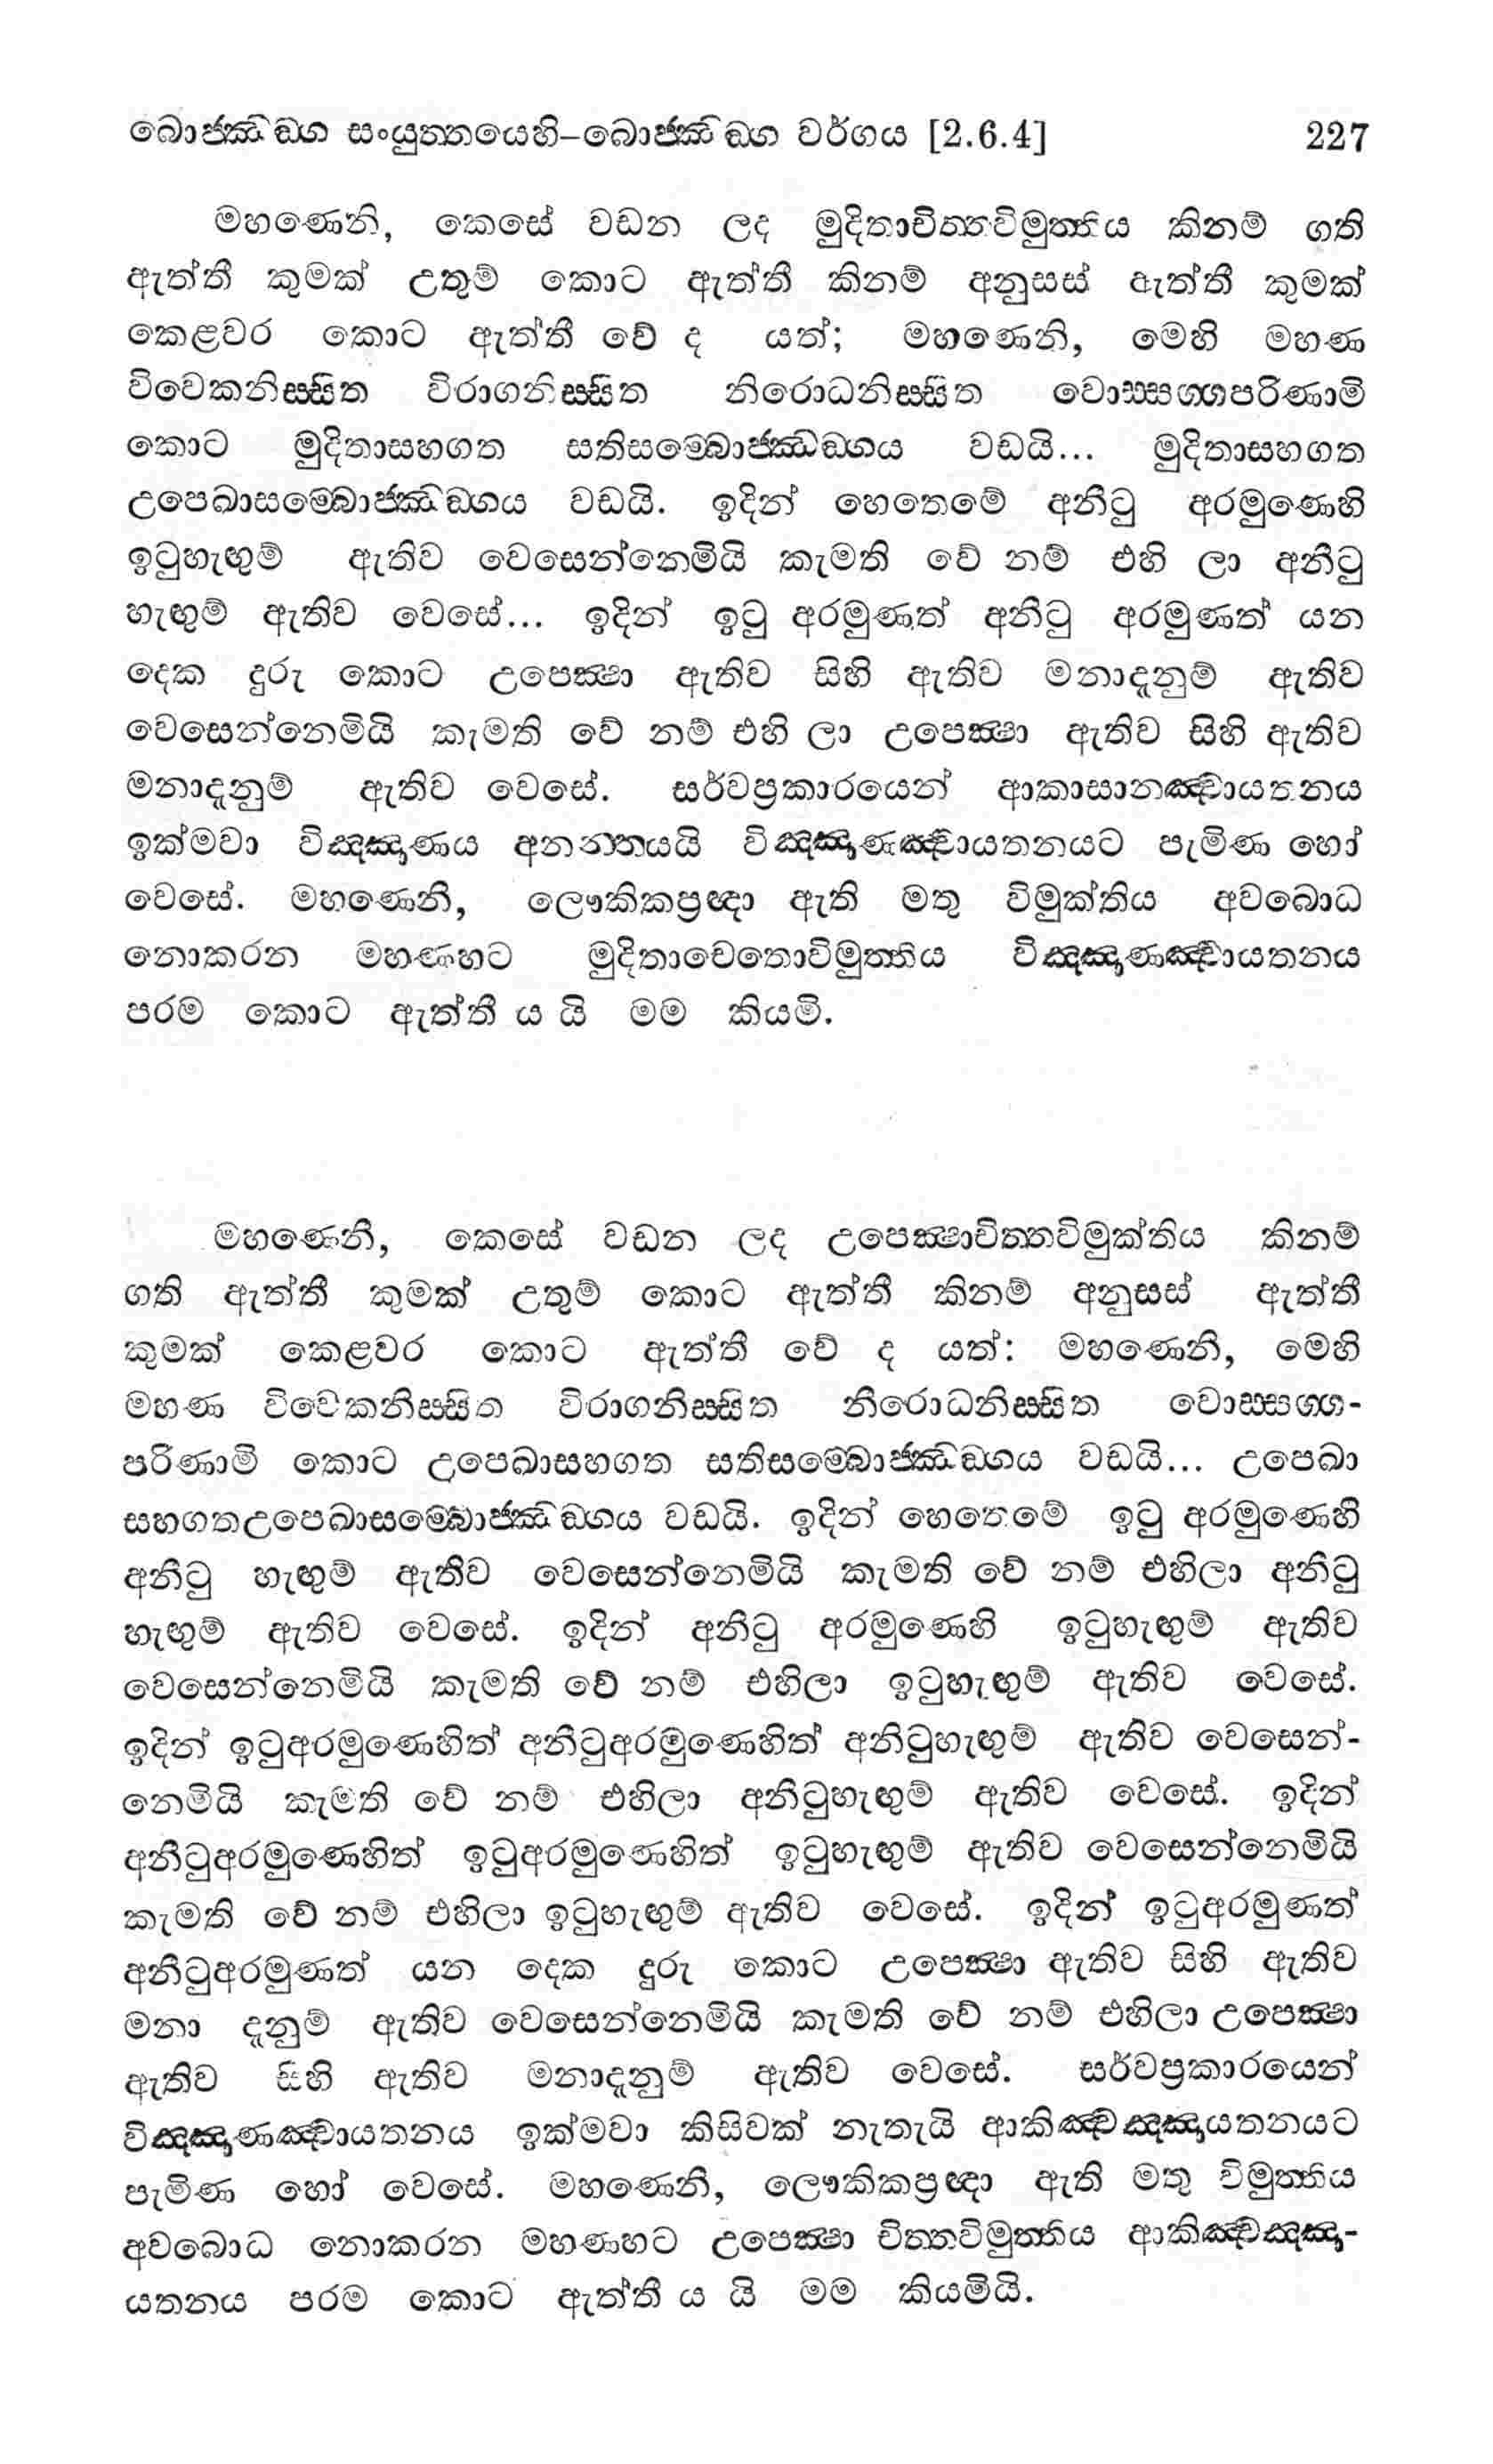 බොජ්ඣඞ්ග සංයුත්තයෙහි–බොජ්ඣඞ්ග වර්ගය [2.6.4] 227
මහණෙනි, කෙසේ වඩන ලද මුදිතාචිත්තවිමුත්තිය කිනම් ගති
ඇත්තී කුමක් උතුම් කොට ඇත්තී කිනම් අනුසස් ඇත්තී කුමක්
කෙළවර කොට ඇත්තී වේ ද යත්; මහණෙනි, මෙහි මහණ
විවෙකනිස්සිත විරාගනිස්සිත නිරොධනිස්සිත වොස්සග්ගපරිණාමි
කොට මුදිතාසහගත සතිසම්බොජ්ඣඞ්ගය වඩයි... මුදිතාසහගත
උපෙඛාසම්බොජ්ඣඞ්ගය වඩයි. ඉදින් හෙතෙමේ අනිටු අරමුණෙහි
ඉටුහැඟුම් ඇතිව වෙසෙන්නෙමියි කැමති වේ නම් එහි ලා අනිටු
හැඟුම් ඇතිව වෙසේ... ඉදින් ඉටු අරමුණත් අනිටු අරමුණත් යන
දෙක දුරු කොට උපෙක්ෂා ඇතිව සිහි ඇතිව මනාදැනුම් ඇතිව
වෙසෙන්නෙමියි කැමති වේ නම් එහි ලා උපෙක්ෂා ඇතිව සිහි ඇතිව
මනාදැනුම් ඇතිව වෙසේ. සර්වප්‍රකාරයෙන් ආකාසානඤ්චායතනය
ඉක්මවා විඤ්ඤාණය අනන්තයයි විඤ්ඤාණඤ්චායතනයට පැමිණ හෝ
වෙසේ. මහණෙනි, ලෞකිකප්‍රඥා ඇති මතු විමුක්තිය අවබොධ
නොකරන මහණහට මුදිතාචෙතොවිමුත්තිය විඤ්ඤාණඤ්චායතනය
පරම කොට ඇත්තී ය යි මම කියමි.
මහණෙනි, කෙසේ වඩන ලද උපෙක්ෂාචිත්තවිමුක්තිය කිනම්
ගති ඇත්තී කුමක් උතුම් කොට ඇත්තී කිනම් අනුසස් ඇත්තී
කුමක් කෙළවර කොට ඇත්තී වේ ද යත්: මහණෙනි, මෙහි
මහණ විවෙකනිස්සිත විරාගනිස්සිත නිරොධනිස්සිත වොස්සග්ග-
පරිණාමි කොට උපෙඛාසහගත සතිසම්බොජ්ඣඞ්ගය වඩයි... උපෙඛා
සහගතඋපෙඛාසම්බොජ්ඣඞ්ගය වඩයි. ඉදින් හෙතෙමේ ඉටු අරමුණෙහි
අනිටු හැඟුම් ඇතිව වෙසෙන්නෙමියි කැමති වේ නම් එහිලා අනිටු
හැඟුම් ඇතිව වෙසේ. ඉදින් අනිටු අරමුණෙහි ඉටුහැඟුම් ඇතිව
වෙසෙන්නෙමියි කැමති වේ නම් එහිලා ඉටුහැඟුම් ඇතිව වෙසේ.
ඉදින් ඉටුඅරමුණෙහිත් අනිටුඅරමුණෙහිත් අනිටුහැඟුම් ඇතිව වෙසෙන්-
නෙමියි කැමති වේ නම් එහිලා අනිටුහැඟුම් ඇතිව වෙසේ. ඉදින්
අනිටුඅරමුණෙහිත් ඉටුඅරමුණෙහිත් ඉටුහැඟුම් ඇතිව වෙසෙන්නෙමියි
කැමති වේ නම් එහිලා ඉටුහැඟුම් ඇතිව වෙසේ. ඉදින් ඉටුඅරමුණත්
අනිටුඅරමුණත් යන දෙක දුරු කොට උපෙක්ෂා ඇතිව සිහි ඇතිව
මනා දැනුම් ඇතිව වෙසෙන්නෙමියි කැමති වේ නම් එහිලා උපෙක්ෂා
ඇතිව සිහි ඇතිව මනාදැනුම් ඇතිව වෙසේ. සර්වප්‍රකාරයෙන්
විඤ්ඤාණඤ්චායතනය ඉක්මවා කිසිවක් නැතැයි ආකිඤ්චඤ්ඤායතනයට
පැමිණ හෝ වෙසේ. මහණෙනි, ලෞකිකප්‍රඥා ඇති මතු විමුත්තිය
අවබොධ නොකරන මහණහට උපෙක්ෂා චිත්තවිමුත්තිය ආකිඤ්චඤ්ඤා-
යතනය පරම කොට ඇත්තී ය යි මම කියමියි.